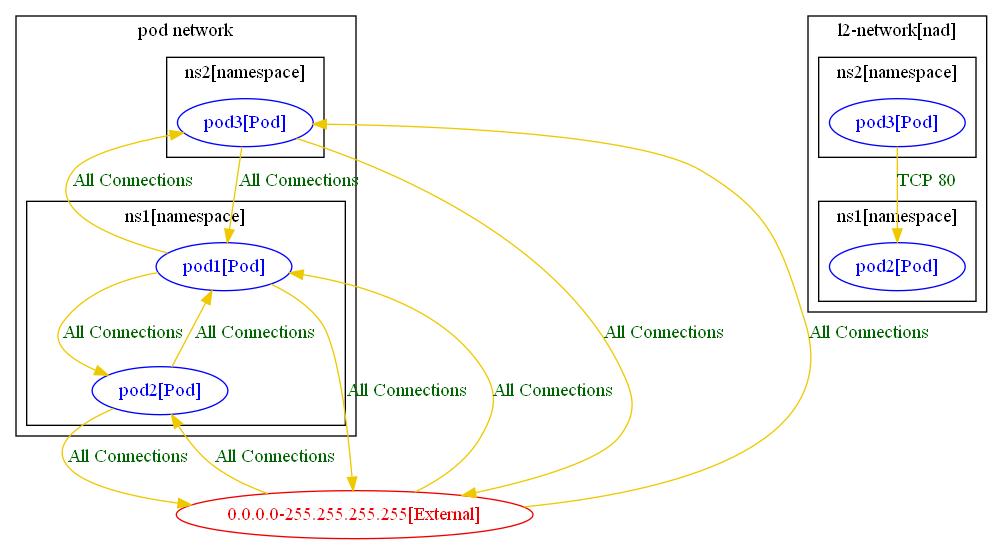 pod network
l2-network[nad]
ns2[namespace]
ns2[namespace]
pod3[Pod]
pod3[Pod]
All Connections
All Connections
TCP 80
ns1[namespace]
ns1[namespace]
pod1[Pod]
pod2[Pod]
All Connections
All Connections
All Connections
All Connections
pod2[Pod]
All Connections
All Connections
All Connections
All Connections
0.0.0.0-255.255.255.255[External]